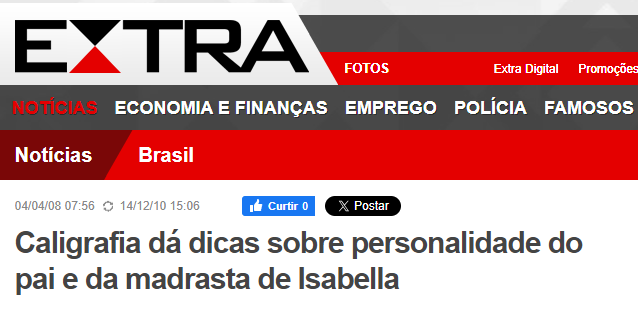 EXTRA
FOTOS Extra Digital Promoções
NOTÍCIAS ECONOMIA E FINANÇAS EMPREGO POLÍCIA FAMOSOS
Notícias Brasil
04/04/08 07:56 14/12/10 15:06 Curtir 0 Postar
Caligrafia dá dicas sobre personalidade do
pai e da madrasta de Isabella